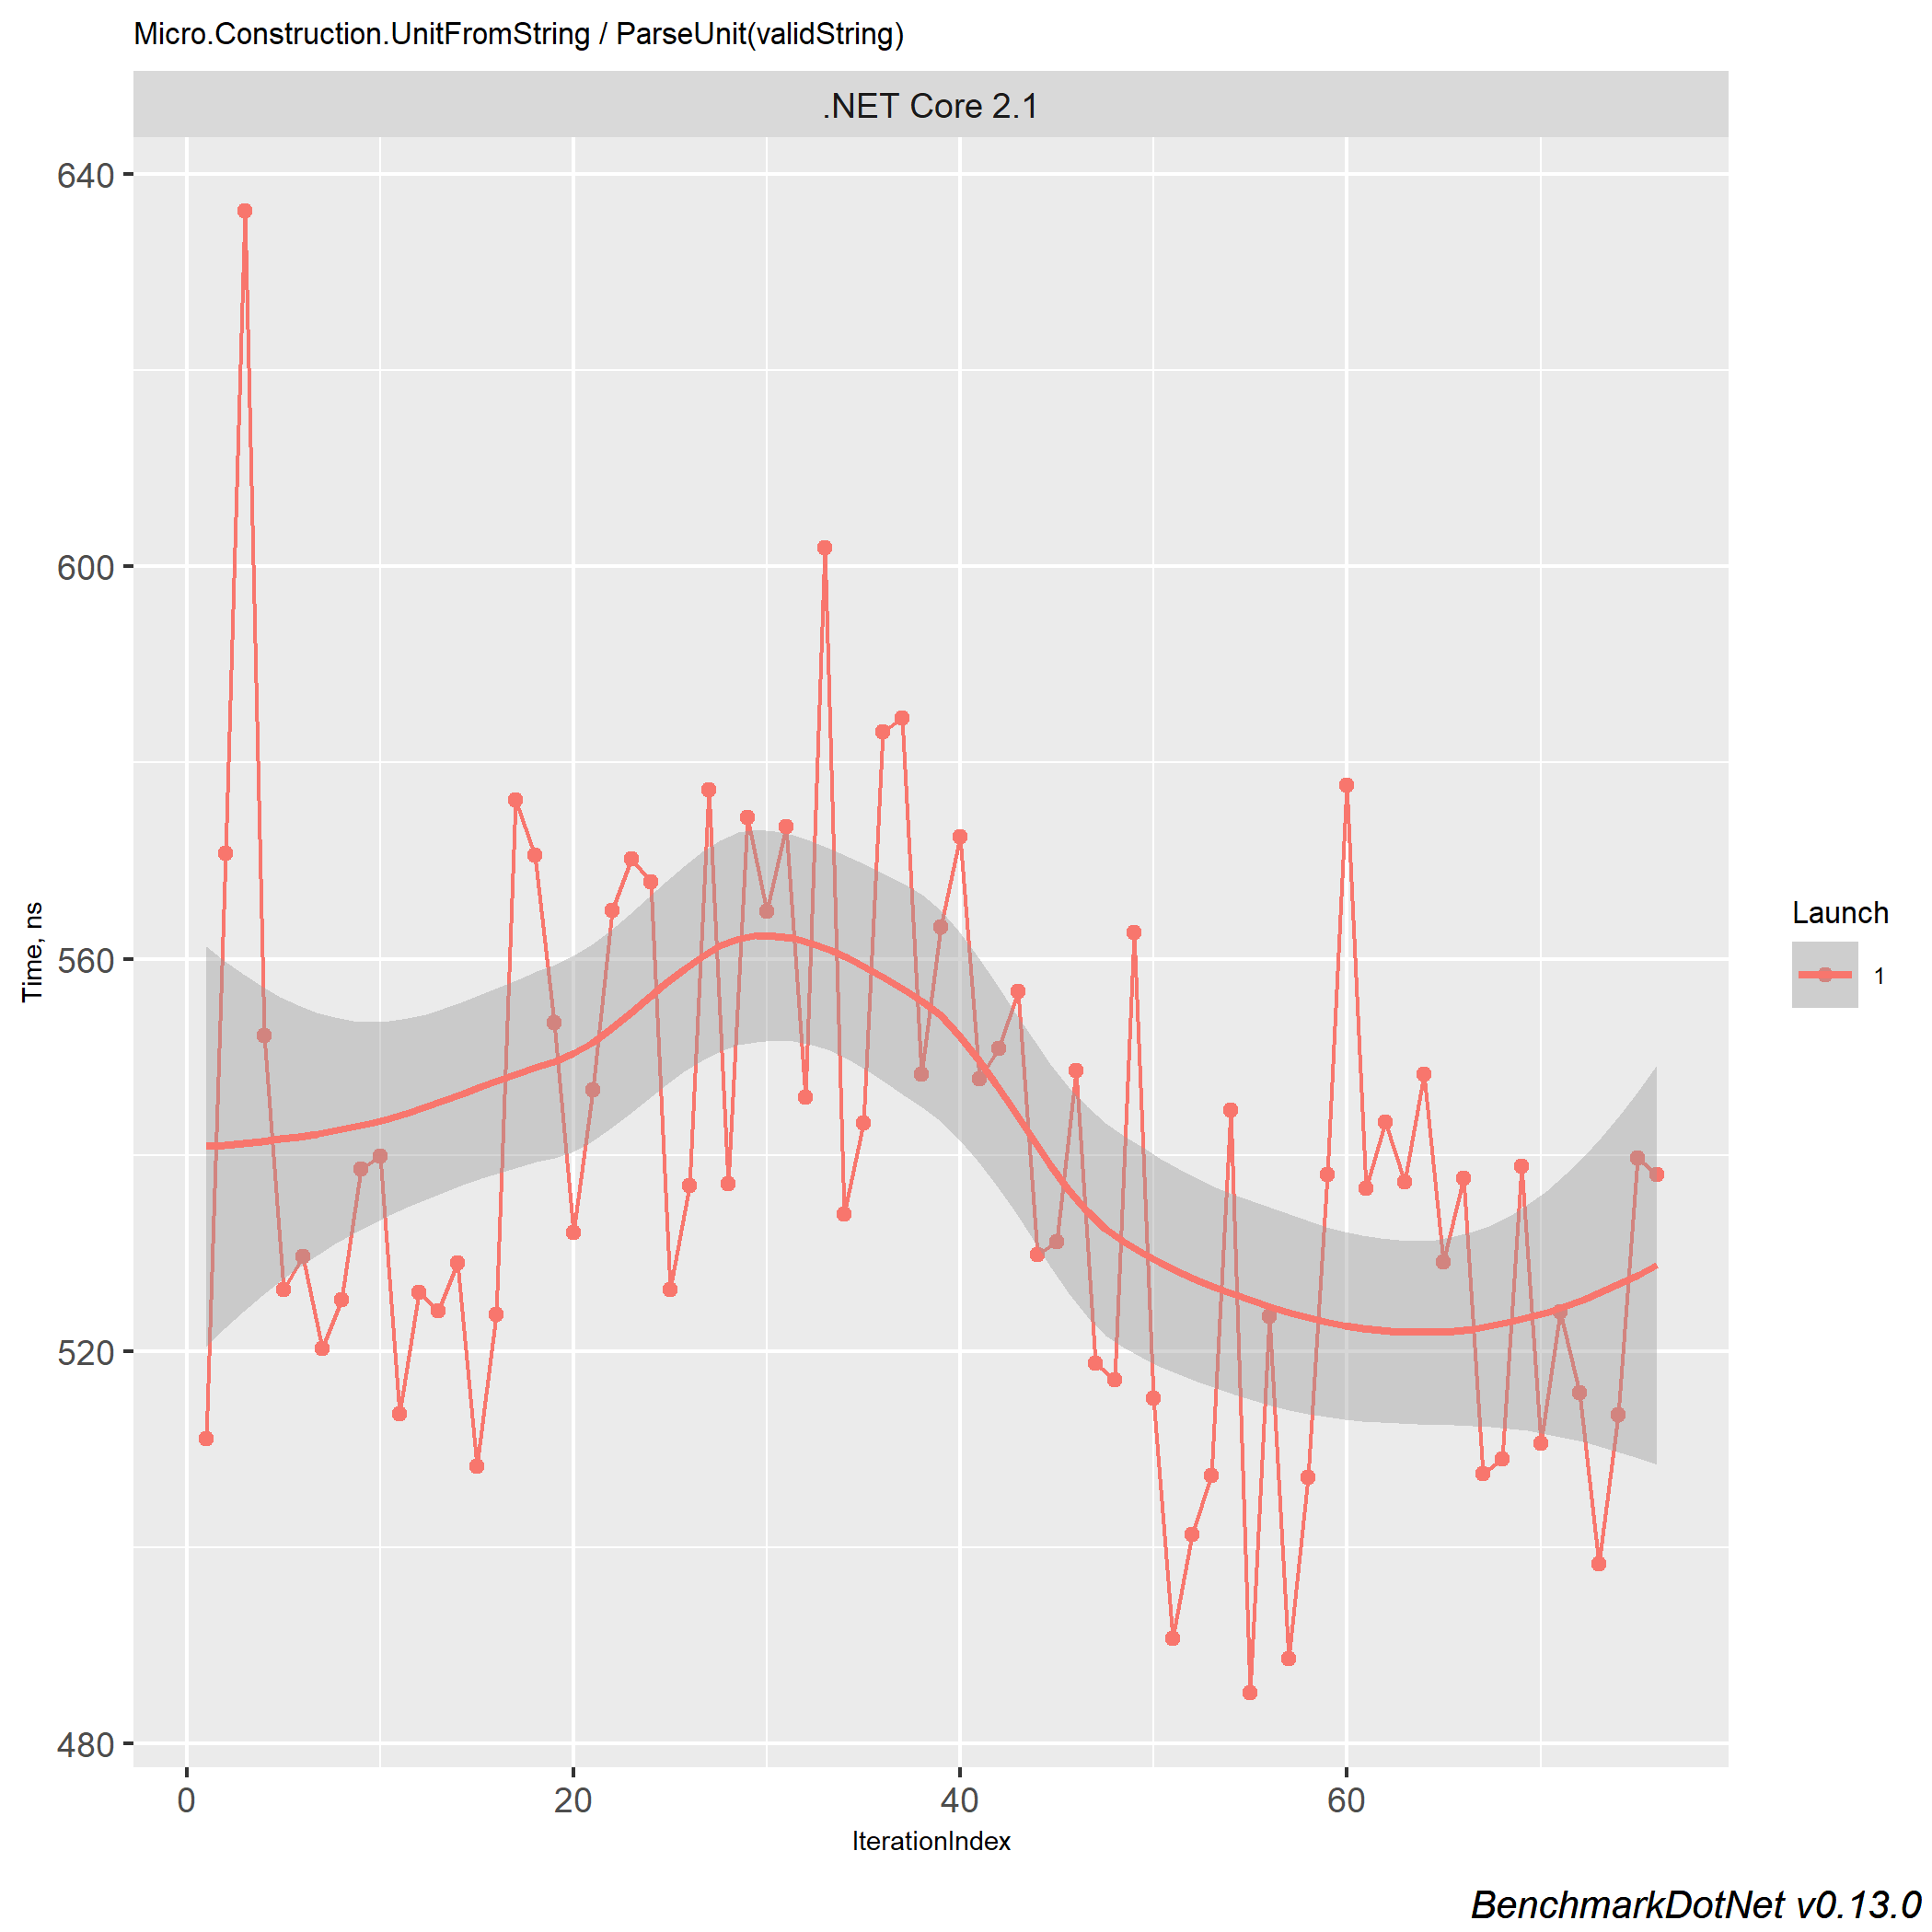 Micro.Construction.UnitFromString / ParseUnit(validString)
.NET Core 2.1
640
600
560
520
480
Time, ns
0 20 40 60
IterationIndex
Launch
1
BenchmarkDotNet v0.13.0